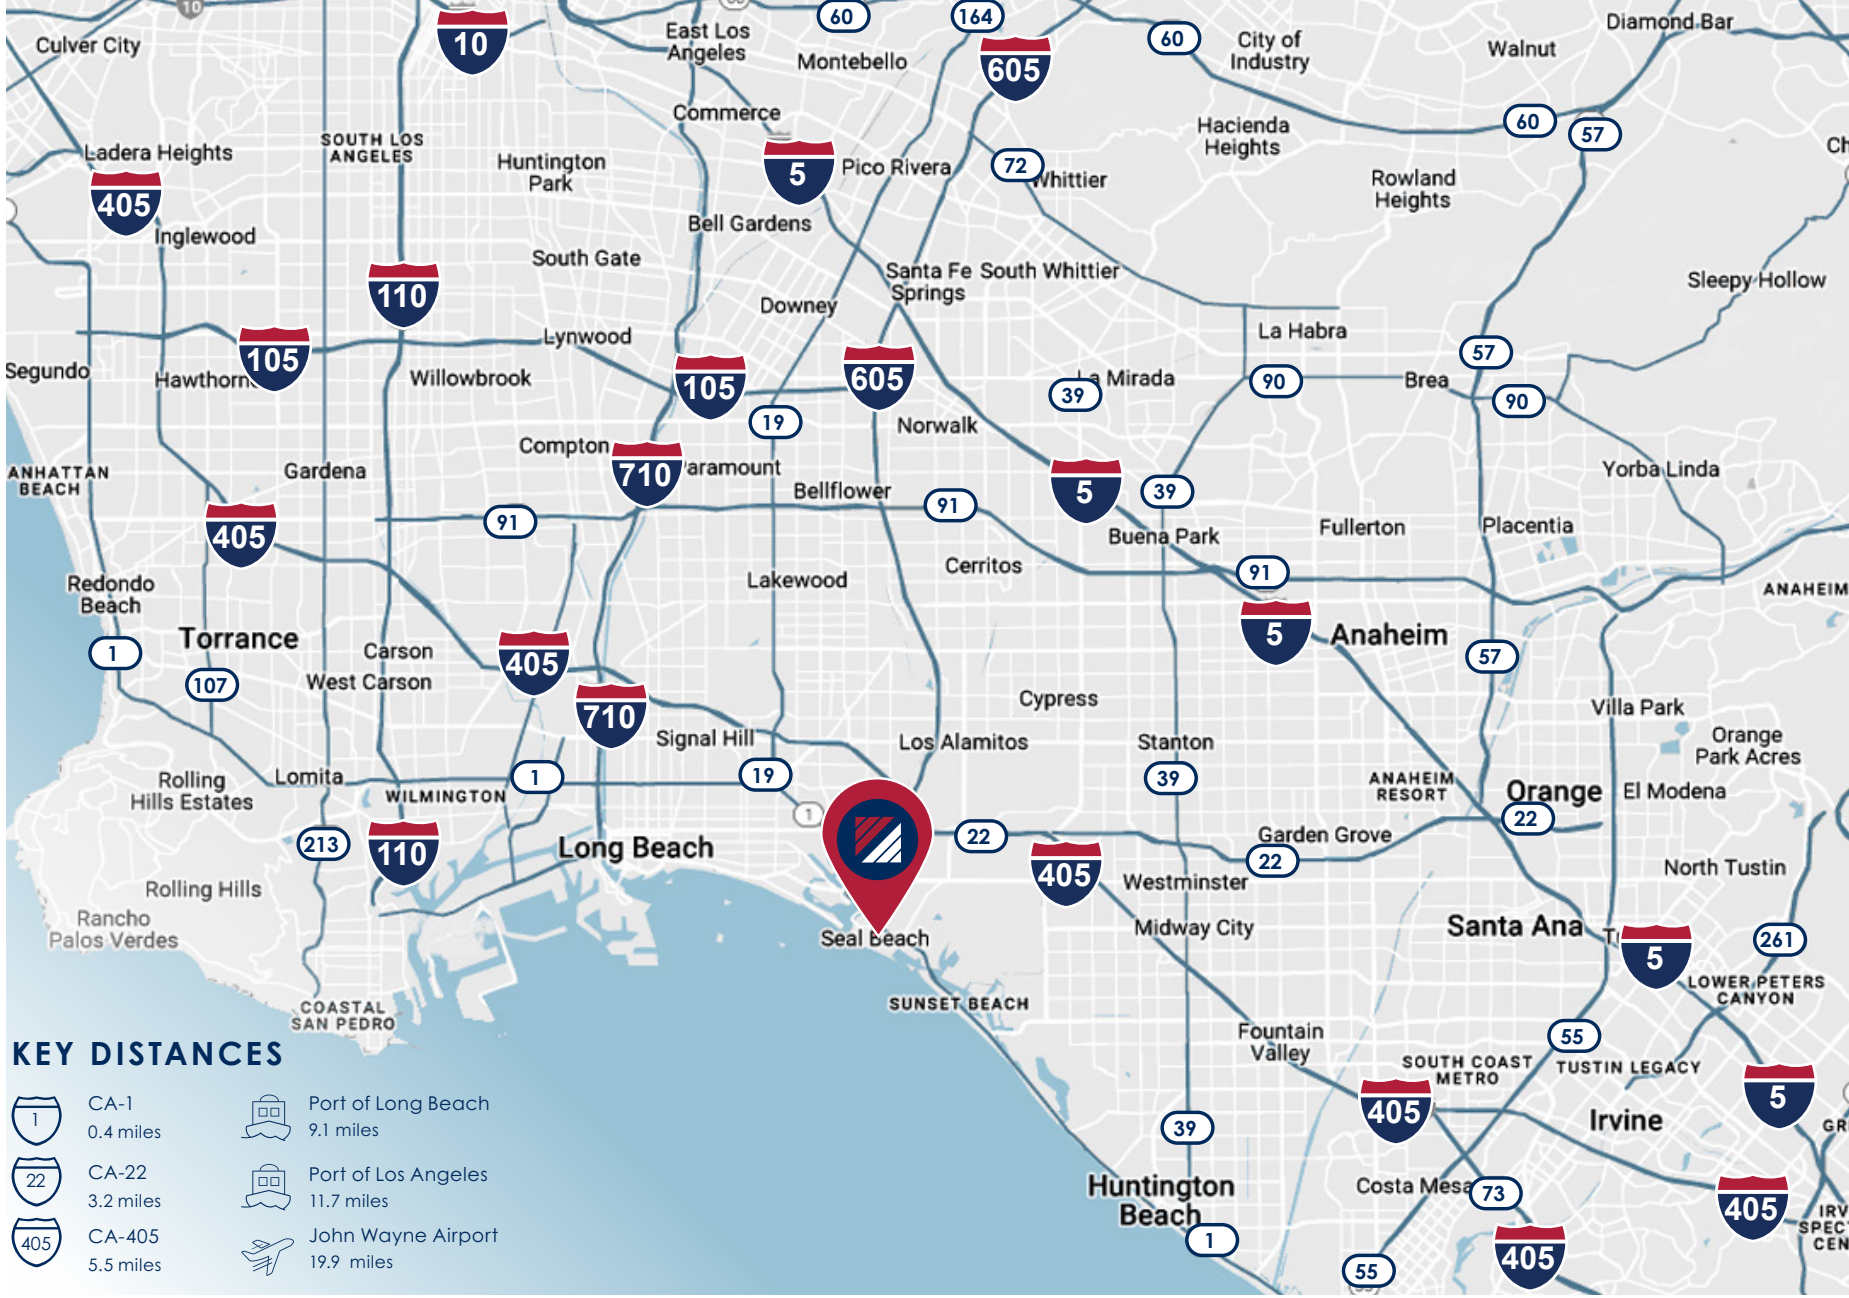 10
Culver City
10
East Los
Angeles
60
164
Montebello
605
60
City of
Industry
Walnut
Diamond Bar
Commerce
60
57
Ladera Heights
SOUTH LOS
ANGELES
Huntington
Park
5
Pico Rivera
72
Whittier
Hacienda
Heights
Rowland
Heights
Ch
405
Inglewood
Bell Gardens
South Gate
110
Santa Fe
Springs
South Whittier
Sleepy Hollow
Downey
105
Lynwood
La Habra
57
Segundo
Hawthorn
Willowbrook
105
605
39
La Mirada
90
Brea
90
19
Norwalk
Compton
710
aramount
ANHATTAN
BEACH
Gardena
Bellflower
5
39
Yorba Linda
405
91
91
Buena Park
Fullerton
Placentia
Redondo
Beach
Lakewood
Cerritos
91
ANAHEIM
1
Torrance
107
Carson
West Carson
405
5
Anaheim
57
710
Cypress
Villa Park
Signal Hill
Los Alamitos
Stanton
Orange
Park Acres
Rolling
Hills Estates
Lomita
WILMINGTON
1
19
39
ANAHEIM
RESORT
Orange
El Modena
1
22
213
110
Long Beach
22
405
Garden Grove
22
North Tustin
Rolling Hills
Westminster
Rancho
Palos Verdes
Seal Beach
Midway City
Santa Ana
T
5
261
LOWER PETERS
CANYON
COASTAL
SAN PEDRO
SUNSET BEACH
Fountain
Valley
55
SOUTH COAST
METRO
TUSTIN LEGACY
405
5
Irvine
GR
39
Huntington
Beach
Costa Mesa
73
405
IRV
SPECT
CEN
1
405
55
KEY DISTANCES
1
CA-1
0.4 miles
22
CA-22
3.2 miles
405
CA-405
5.5 miles
Port of Long Beach
9.1 miles
Port of Los Angeles
11.7 miles
John Wayne Airport
19.9 miles